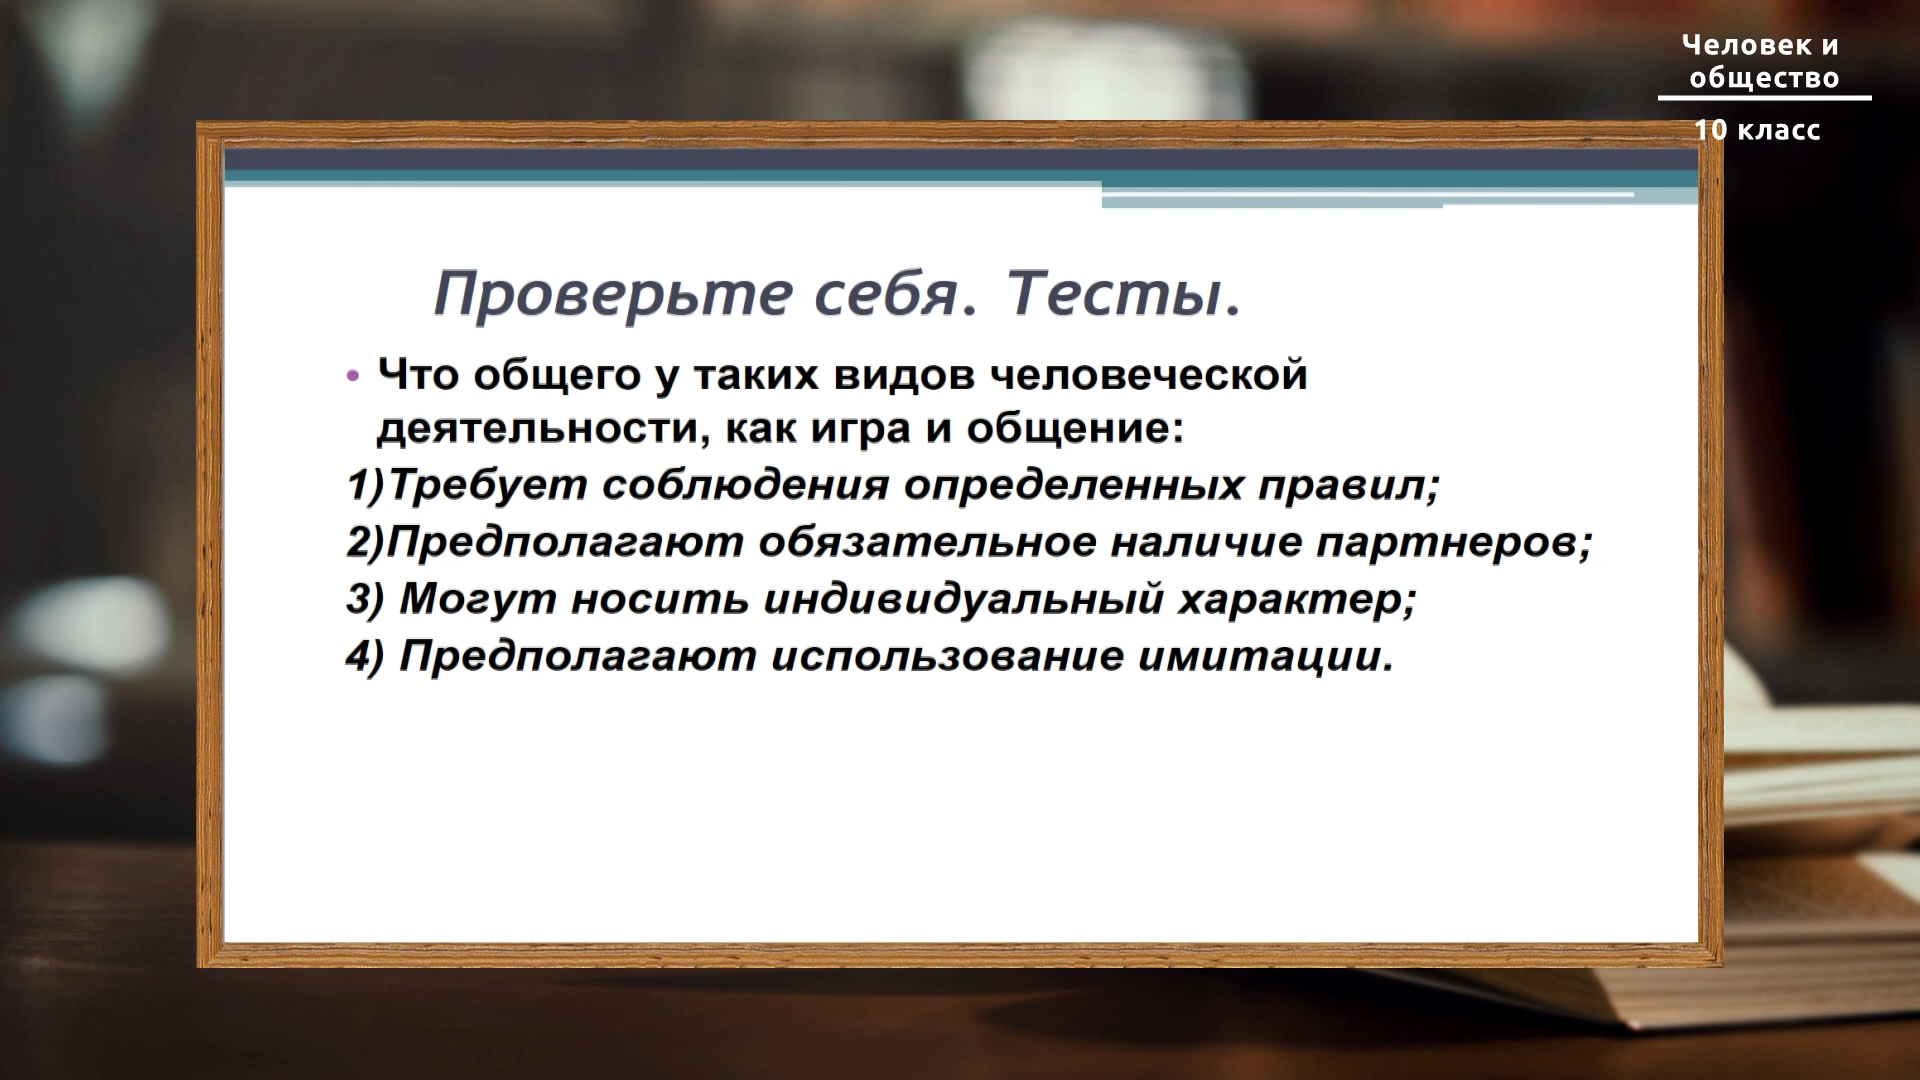 Человек и
общество
10 класс
Проверьте себя. Тесты.
• Что общего у таких видов человеческой
деятельности, как игра и общение:
1)Требует соблюдения определенных правил;
2)Предполагают обязательное наличие партнеров;
3) Могут носить индивидуальный характер;
4) Предполагают использование имитации.